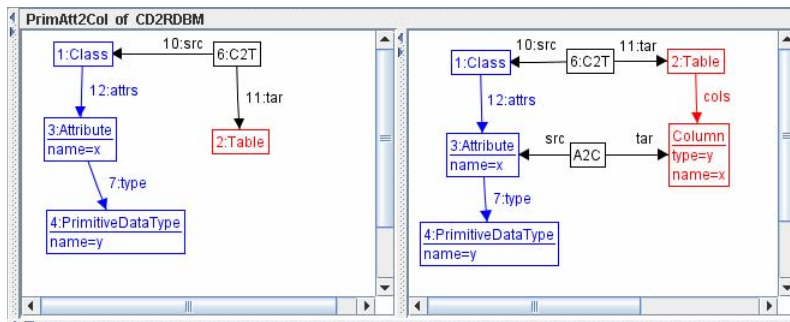 PrimAtt2Col of CD2RDBM
1:Class
10:src
6:C2T
12:attrs
11:tar
3:Attribute
name=x
2:Table
7:type
4:PrimitiveDataType
name=y
1:Class
10:src
6:C2T
11:tar
2:Table
12:attrs
cols
3:Attribute
name=x
src
A2C
tar
Column
type=y
name=x
7:type
4:PrimitiveDataType
name=y